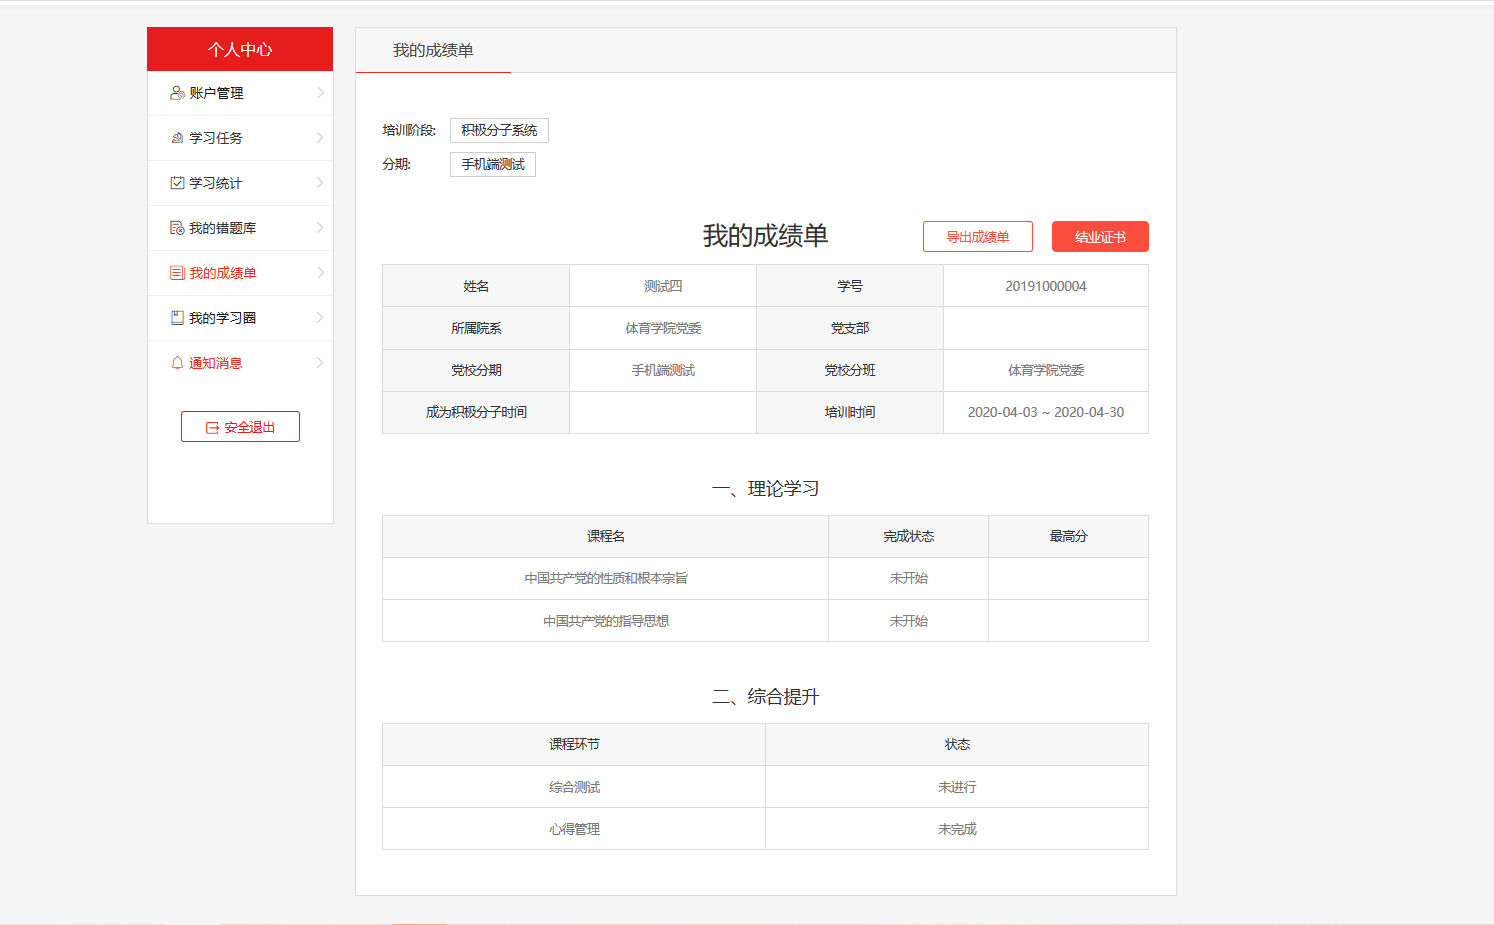 个人中心
账户管理
学习任务
学习统计
我的错题库
我的成绩单
我的学习圈
通知消息
安全退出
我的成绩单
培训阶段: 积极分子系统
分期: 手机端测试
我的成绩单 导出成绩单 结业证书
姓名 测试四 学号 20191000004
所属院系 体育学院党委 党支部
党校分期 手机端测试 党校分班 体育学院党委
成为积极分子时间 培训时间 2020-04-03 ~ 2020-04-30
一、理论学习
课程名 完成状态 最高分
中国共产党的性质和根本宗旨 未开始
中国共产党的指导思想 未开始
二、综合提升
课程环节 状态
综合测试 未进行
心得管理 未完成